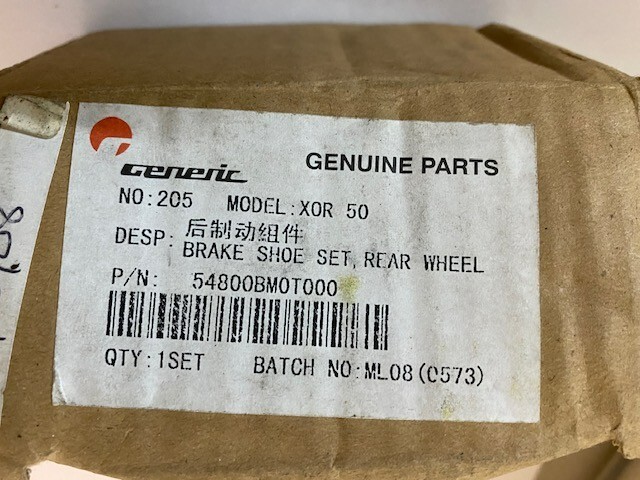 Generic GENUINE PARTS
NO:205 MODEL:XOR 50
DESP: 后制动组件
BRAKE SHOE SET, REAR WHEEL
P/N: 54800BM0T000
QTY:1SET BATCH NO:ML08(0573)